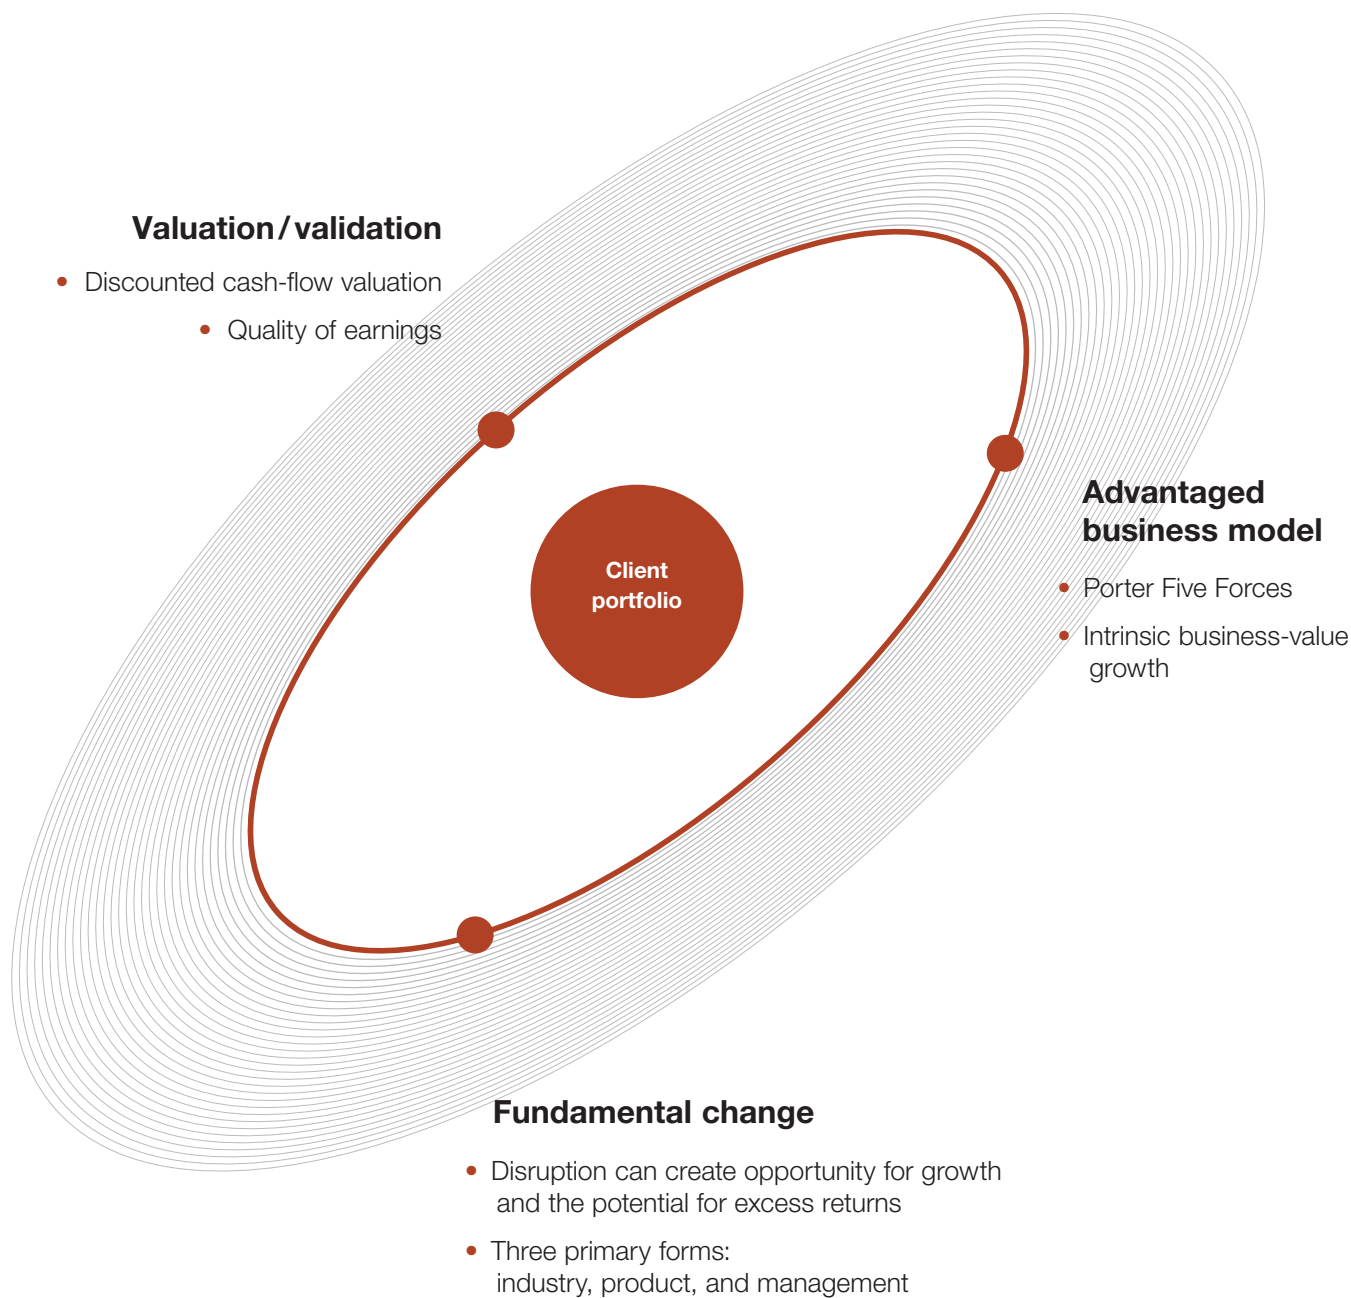 Valuation/validation
• Discounted cash-flow valuation
• Quality of earnings
Client
portfolio
Advantaged
business model
• Porter Five Forces
• Intrinsic business-value
growth
Fundamental change
• Disruption can create opportunity for growth
and the potential for excess returns
• Three primary forms:
industry, product, and management